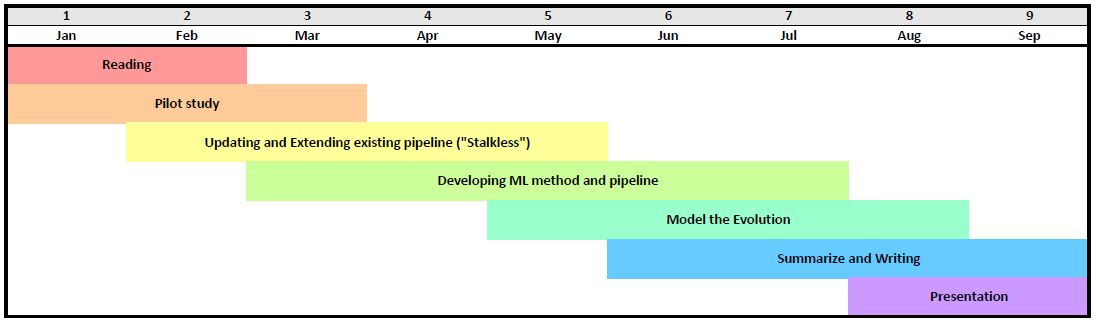 1 2 3 4 5 6 7 8 9
Jan Feb Mar Apr May Jun Jul Aug Sep
Reading
Pilot study
Updating and Extending existing pipeline ("Stalkless")
Developing ML method and pipeline
Model the Evolution
Summarize and Writing
Presentation